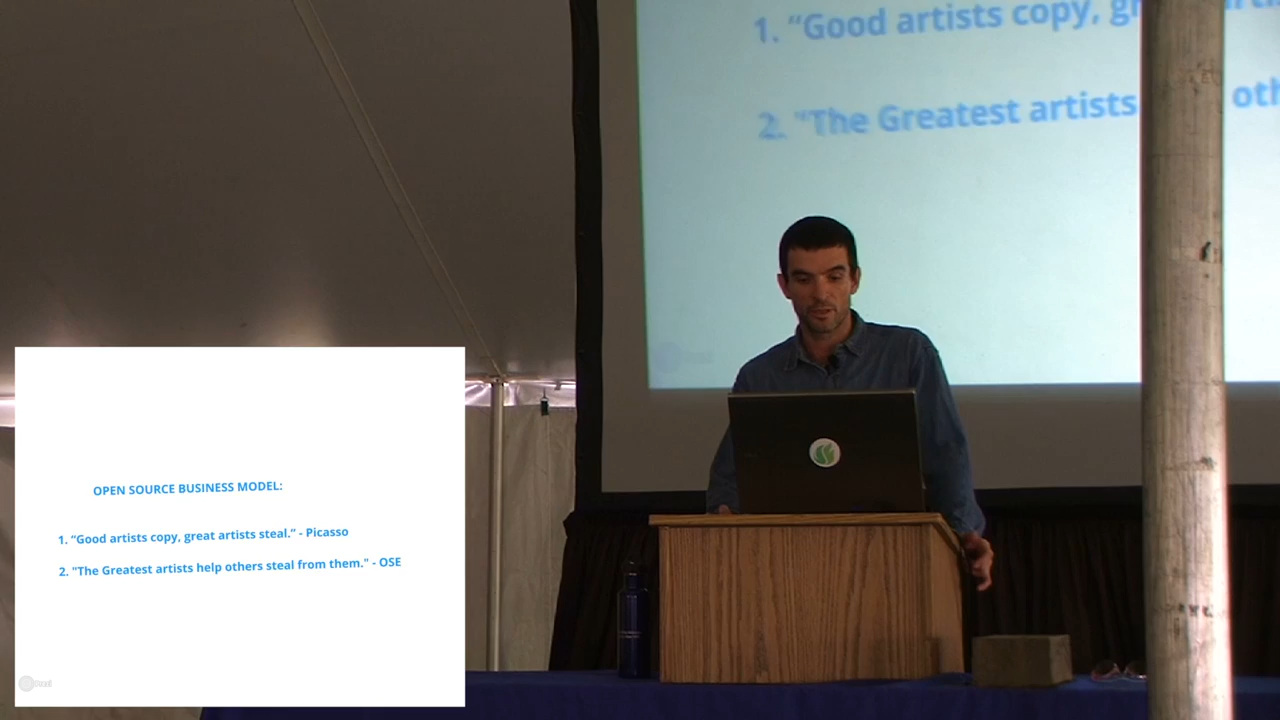 1. “Good artists copy, gr
2. "The Greatest artists
oth
OPEN SOURCE BUSINESS MODEL:
1. “Good artists copy, great artists steal.” - Picasso
2. "The Greatest artists help others steal from them." - OSE